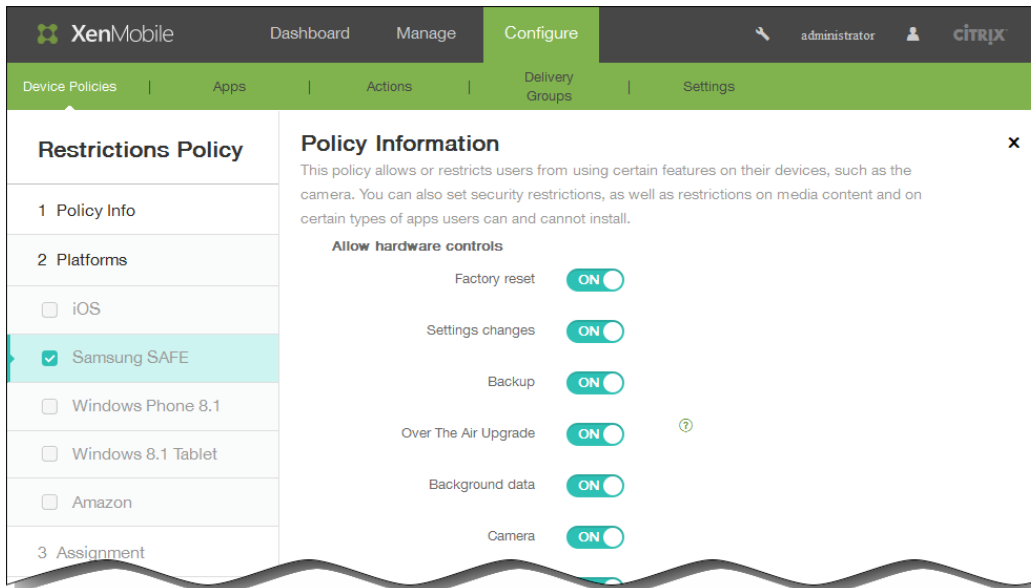 XenMobile
Dashboard
Manage
Configure
administrator
CİTRIX
Device Policies | Apps | Actions | Delivery Groups | Settings
Restrictions Policy
1 Policy Info
2 Platforms
iOS
Samsung SAFE
Windows Phone 8.1
Windows 8.1 Tablet
Amazon
3 Assignment
Policy Information
x
This policy allows or restricts users from using certain features on their devices, such as the
camera. You can also set security restrictions, as well as restrictions on media content and on
certain types of apps users can and cannot install.
Allow hardware controls
Factory reset ON
Settings changes ON
Backup ON
Over The Air Upgrade ON ?
Background data ON
Camera ON